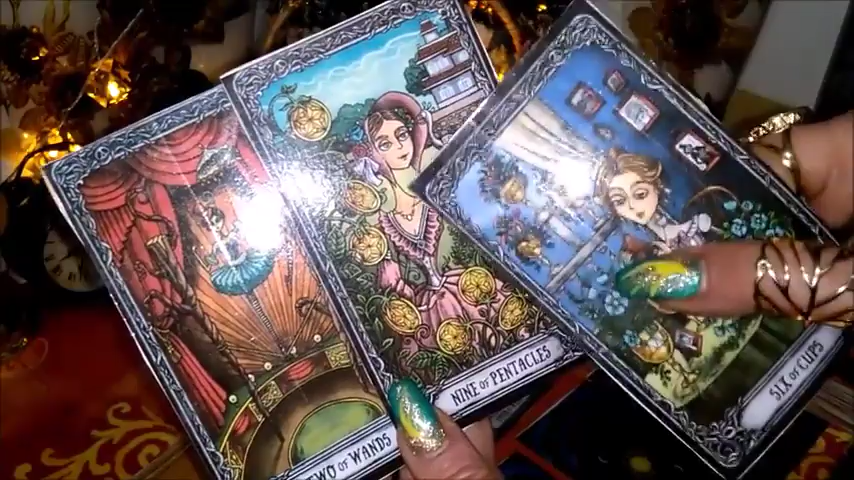 TWO OF WANDS
NINE OF PENTACLES
SIX OF CUPS